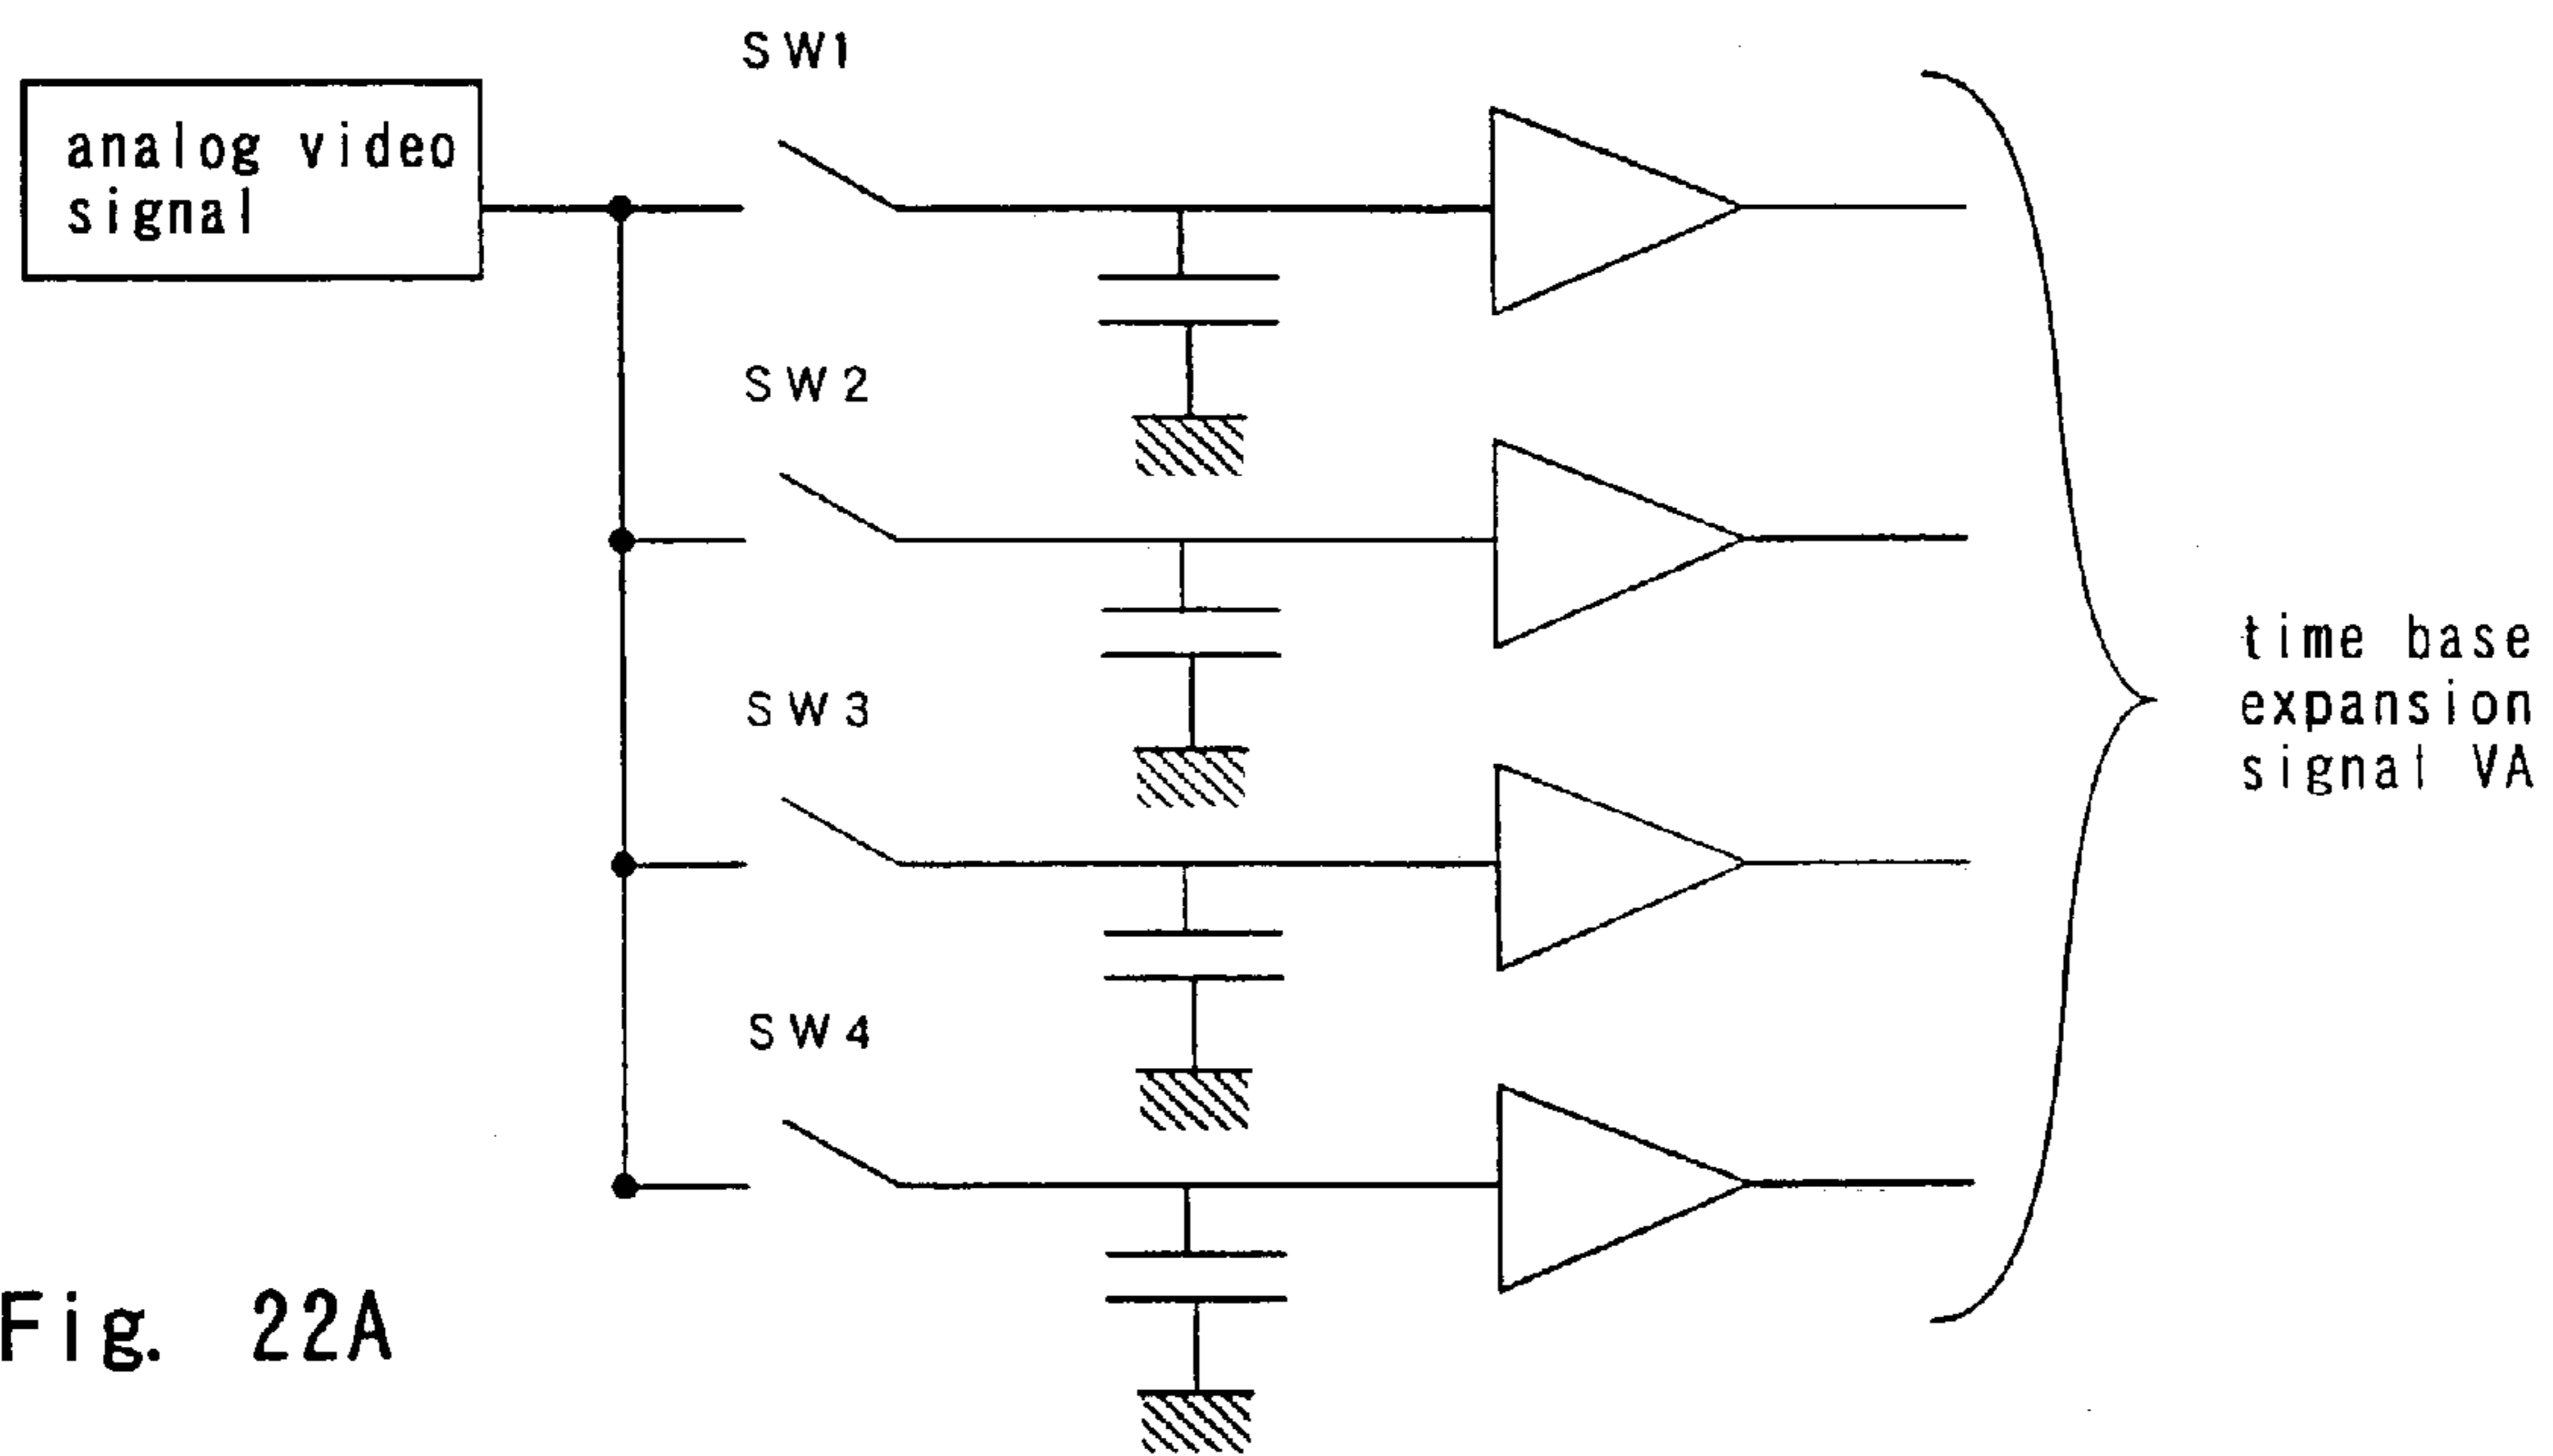 SW1
analog video
signal
SW2
SW3
SW4
time base
expansion
signal VA
Fig. 22A